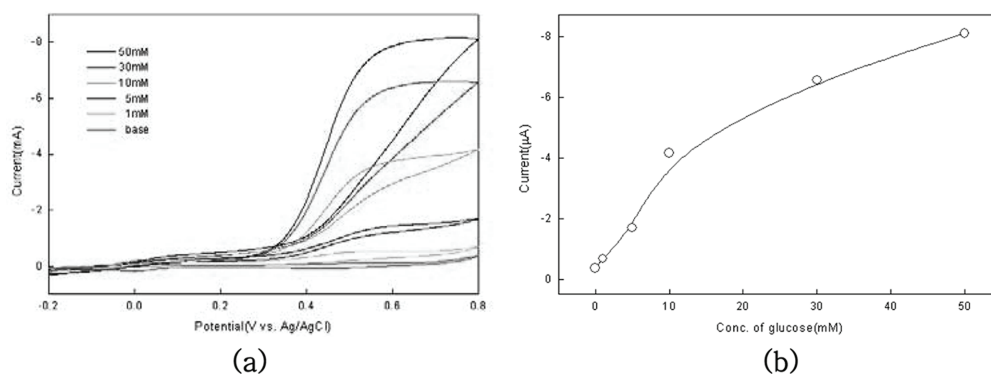 -8
-6
-4
-2
0
Current(mA)
50mM
30mM
10mM
5mM
1mM
base
-0.2
0.0
0.2
0.4
0.6
0.8
Potential(V vs. Ag/AgCl)
(a)
-8
-6
-4
-2
0
Current(μA)
0
10
20
30
40
50
Conc. of glucose(mM)
(b)